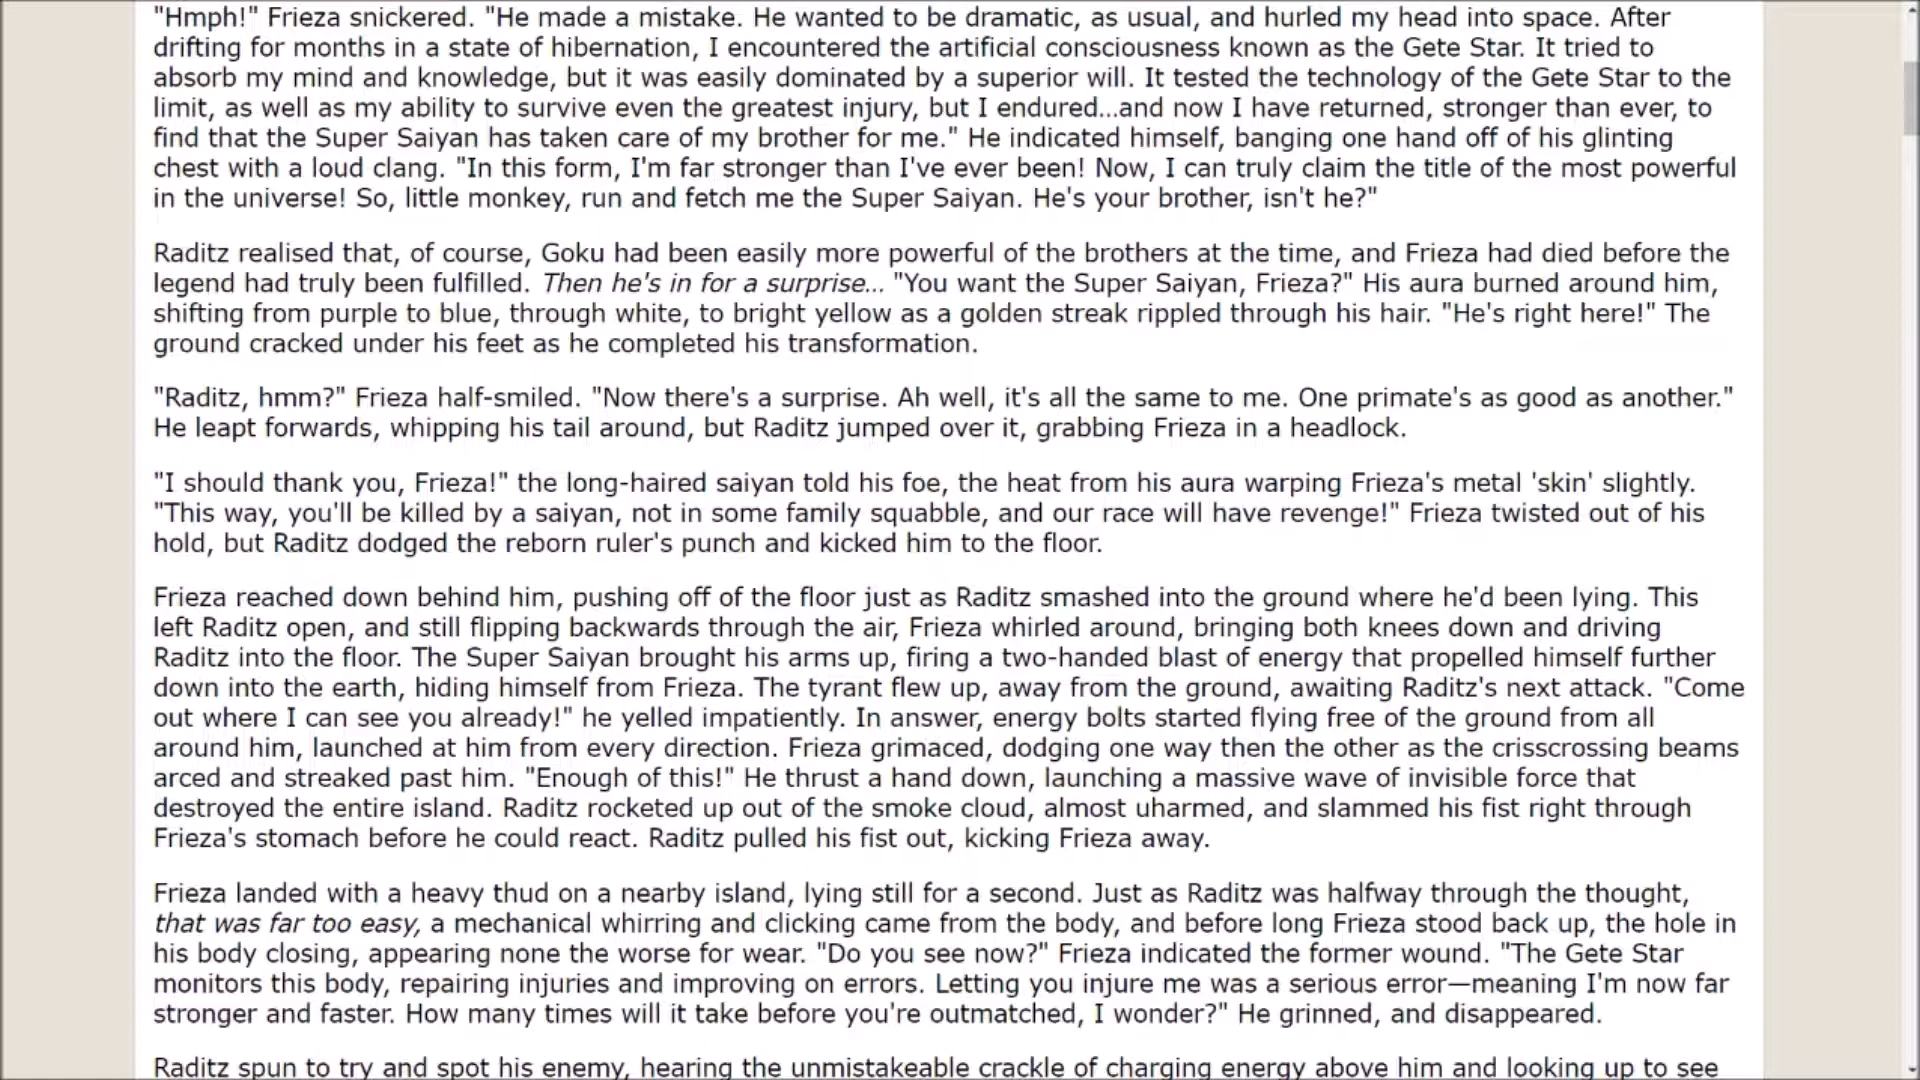 "Hmph!" Frieza snickered. "He made a mistake. He wanted to be dramatic, as usual, and hurled my head into space. After
drifting for months in a state of hibernation, I encountered the artificial consciousness known as the Gete Star. It tried to
absorb my mind and knowledge, but it was easily dominated by a superior will. It tested the technology of the Gete Star to the
limit, as well as my ability to survive even the greatest injury, but I endured...and now I have returned, stronger than ever, to
find that the Super Saiyan has taken care of my brother for me." He indicated himself, banging one hand off of his glinting
chest with a loud clang. "In this form, I'm far stronger than I've ever been! Now, I can truly claim the title of the most powerful
in the universe! So, little monkey, run and fetch me the Super Saiyan. He's your brother, isn't he?"
Raditz realised that, of course, Goku had been easily more powerful of the brothers at the time, and Frieza had died before the
legend had truly been fulfilled. Then he's in for a surprise... "You want the Super Saiyan, Frieza?" His aura burned around him,
shifting from purple to blue, through white, to bright yellow as a golden streak rippled through his hair. "He's right here!" The
ground cracked under his feet as he completed his transformation.
"Raditz, hmm?" Frieza half-smiled. "Now there's a surprise. Ah well, it's all the same to me. One primate's as good as another."
He leapt forwards, whipping his tail around, but Raditz jumped over it, grabbing Frieza in a headlock.
"I should thank you, Frieza!" the long-haired saiyan told his foe, the heat from his aura warping Frieza's metal 'skin' slightly.
"This way, you'll be killed by a saiyan, not in some family squabble, and our race will have revenge!" Frieza twisted out of his
hold, but Raditz dodged the reborn ruler's punch and kicked him to the floor.
Frieza reached down behind him, pushing off of the floor just as Raditz smashed into the ground where he'd been lying. This
left Raditz open, and still flipping backwards through the air, Frieza whirled around, bringing both knees down and driving
Raditz into the floor. The Super Saiyan brought his arms up, firing a two-handed blast of energy that propelled himself further
down into the earth, hiding himself from Frieza. The tyrant flew up, away from the ground, awaiting Raditz's next attack. "Come
out where I can see you already!" he yelled impatiently. In answer, energy bolts started flying free of the ground from all
around him, launched at him from every direction. Frieza grimaced, dodging one way then the other as the crisscrossing beams
arced and streaked past him. "Enough of this!" He thrust a hand down, launching a massive wave of invisible force that
destroyed the entire island. Raditz rocketed up out of the smoke cloud, almost uharmed, and slammed his fist right through
Frieza's stomach before he could react. Raditz pulled his fist out, kicking Frieza away.
Frieza landed with a heavy thud on a nearby island, lying still for a second. Just as Raditz was halfway through the thought,
that was far too easy, a mechanical whirring and clicking came from the body, and before long Frieza stood back up, the hole in
his body closing, appearing none the worse for wear. "Do you see now?" Frieza indicated the former wound. "The Gete Star
monitors this body, repairing injuries and improving on errors. Letting you injure me was a serious error—meaning I'm now far
stronger and faster. How many times will it take before you're outmatched, I wonder?" He grinned, and disappeared.
Raditz spun to try and spot his enemy, hearing the unmistakeable crackle of charging energy above him and looking up to see